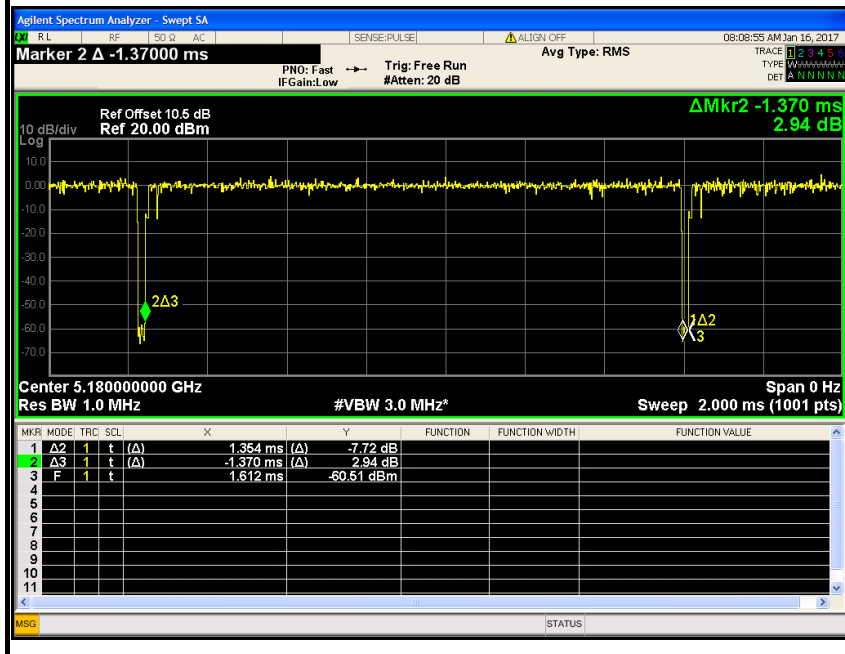 Agilent Spectrum Analyzer - Swept SA
LXI RL RF 50 Ω AC SENSE:PULSE ALIGN OFF 08:08:55 AM Jan 16, 2017
Marker 2 Δ -1.37000 ms Avg Type: RMS TRACE 1 2 3 4 5 6
PNO: Fast Trig: Free Run TYPE W
IFGain:Low #Atten: 20 dB DET A N N N N N
ΔMkr2 -1.370 ms
Ref Offset 10.5 dB
10 dB/div Ref 20.00 dBm 2.94 dB
Log
10.0
0.00
-10.0
-20.0
-30.0
-40.0
-50.0 2Δ3
-60.0 1Δ2
3
-70.0
Center 5.180000000 GHz Span 0 Hz
Res BW 1.0 MHz #VBW 3.0 MHz* Sweep 2.000 ms (1001 pts)
MKR MODE TRC SCL X Y FUNCTION FUNCTION WIDTH FUNCTION VALUE
1 Δ2 1 t (Δ) 1.354 ms (Δ) -7.72 dB
2 Δ3 1 t (Δ) -1.370 ms (Δ) 2.94 dB
3 F 1 t 1.612 ms -60.51 dBm
4
5
6
7
8
9
10
11
MSG STATUS